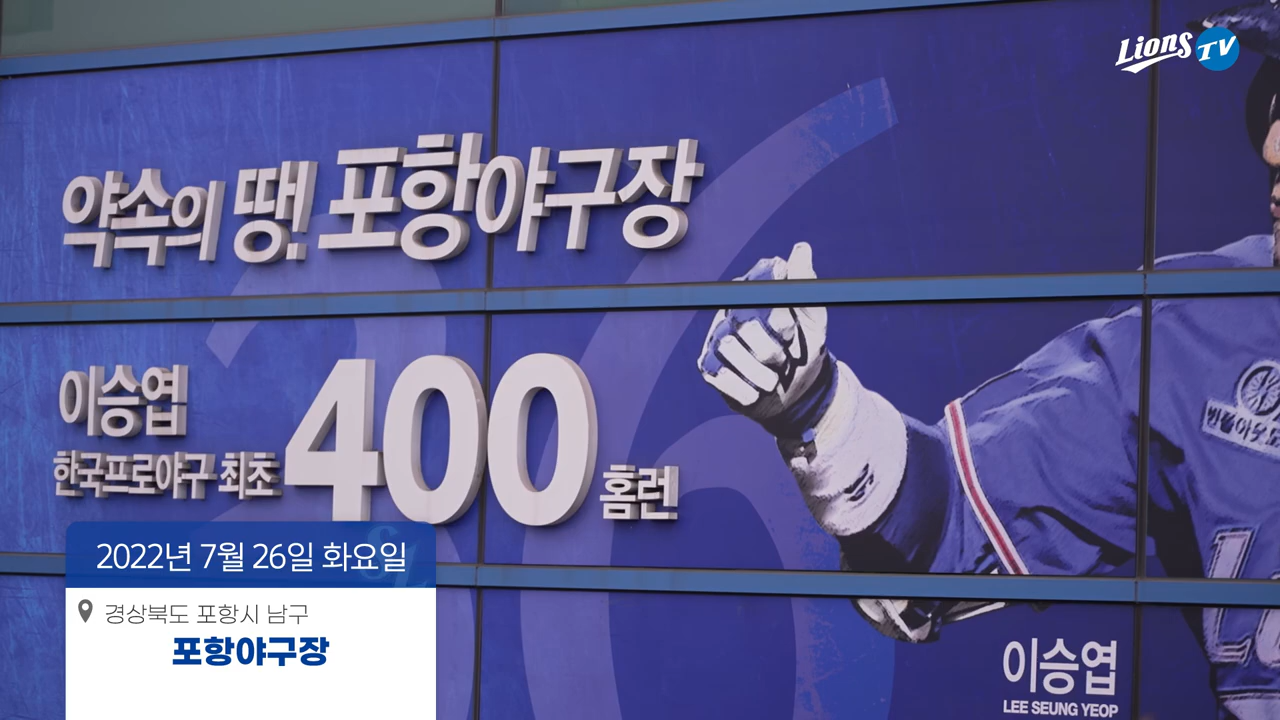 Lions TV
약속의 땡! 포항야구장
이승엽
한국프로야구 최초 400 홈런
2022년 7월 26일 화요일
경상북도 포항시 남구
포항야구장
이승엽
LEE SEUNG YEOP